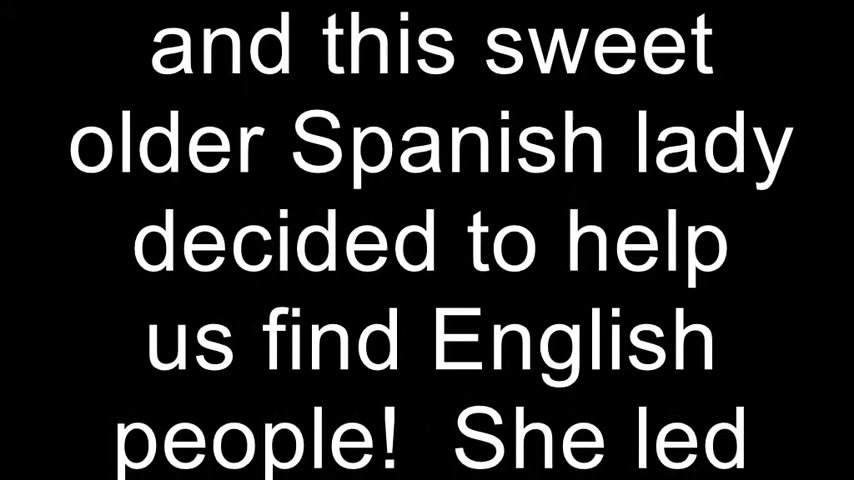 and this sweet
older Spanish lady
decided to help
us find English
people!  She led